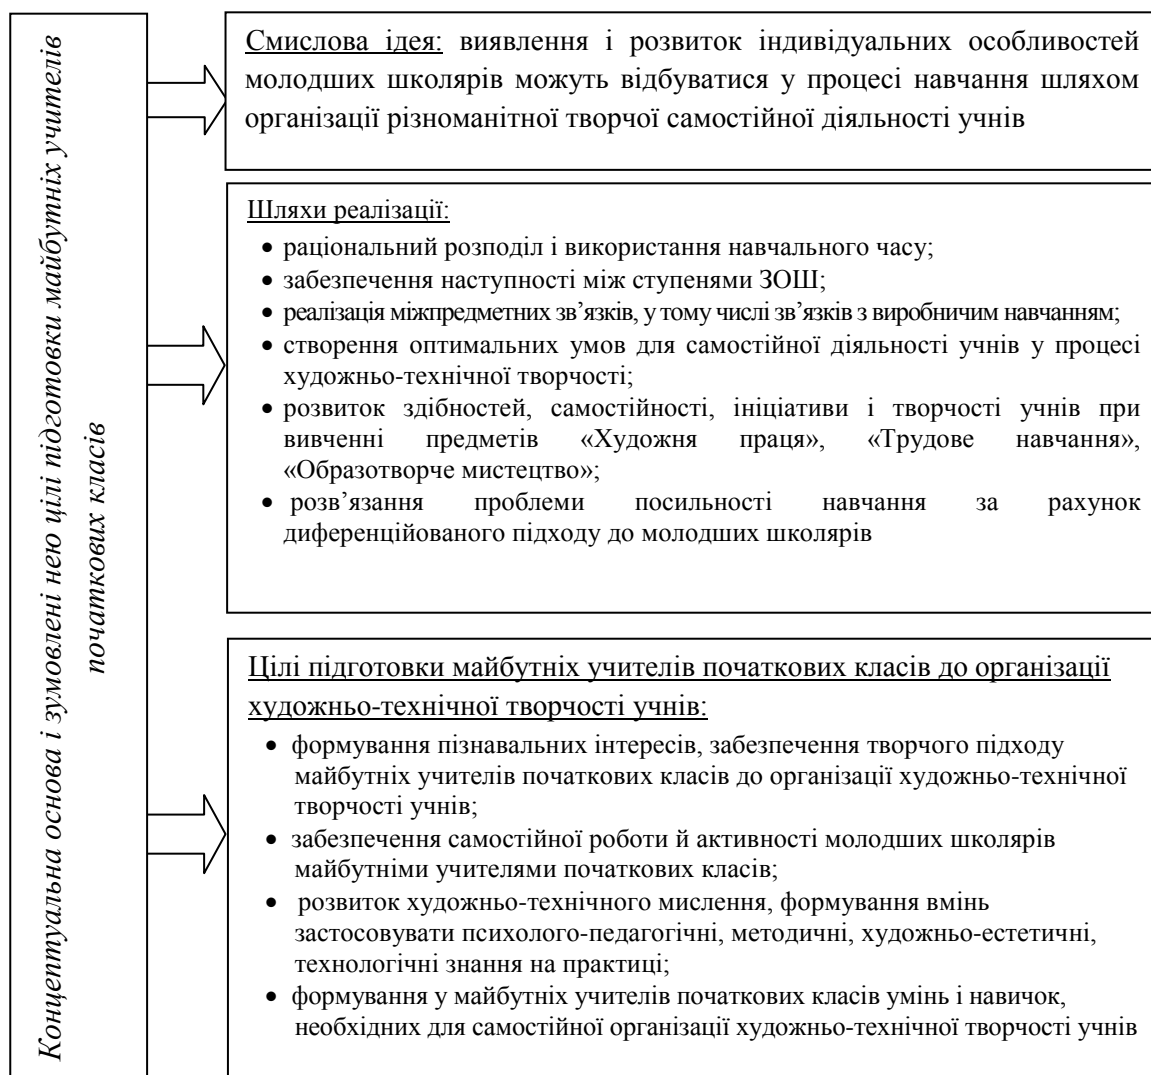 Концептуальна основа і зумовлені нею цілі підготовки майбутніх учителів
початкових класів
Смислова ідея: виявлення і розвиток індивідуальних особливостей
молодших школярів можуть відбуватися у процесі навчання шляхом
організації різноманітної творчої самостійної діяльності учнів
Шляхи реалізації:
• раціональний розподіл і використання навчального часу;
• забезпечення наступності між ступенями ЗОШ;
• реалізація міжпредметних зв’язків, у тому числі зв’язків з виробничим навчанням;
• створення оптимальних умов для самостійної діяльності учнів у процесі
художньо-технічної творчості;
• розвиток здібностей, самостійності, ініціативи і творчості учнів при
вивченні предметів «Художня праця», «Трудове навчання»,
«Образотворче мистецтво»;
• розв’язання проблеми посильності навчання за рахунок
диференційованого підходу до молодших школярів
Цілі підготовки майбутніх учителів початкових класів до організації
художньо-технічної творчості учнів:
• формування пізнавальних інтересів, забезпечення творчого підходу
майбутніх учителів початкових класів до організації художньо-технічної
творчості учнів;
• забезпечення самостійної роботи й активності молодших школярів
майбутніми учителями початкових класів;
• розвиток художньо-технічного мислення, формування вмінь
застосовувати психолого-педагогічні, методичні, художньо-естетичні,
технологічні знання на практиці;
• формування у майбутніх учителів початкових класів умінь і навичок,
необхідних для самостійної організації художньо-технічної творчості учнів